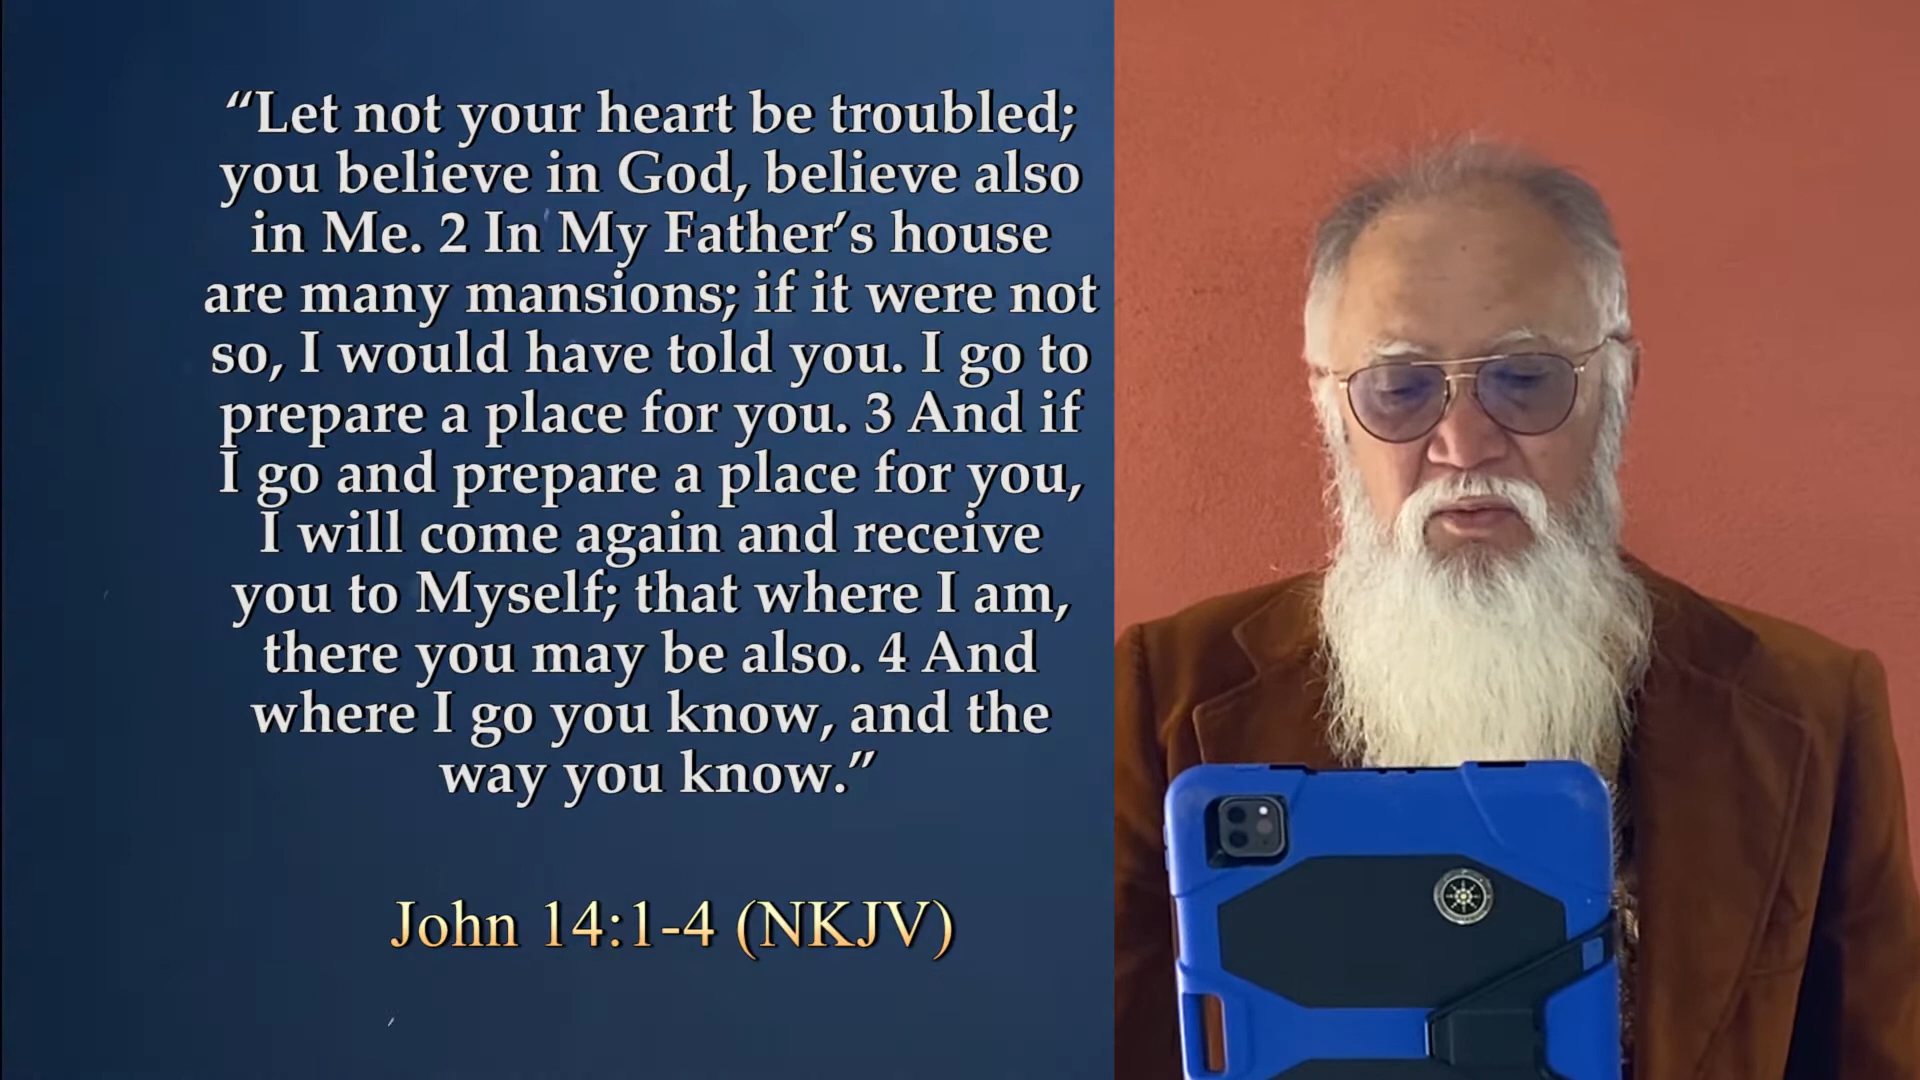 “Let not your heart be troubled;
you believe in God, believe also
in Me. 2 In My Father’s house
are many mansions; if it were not
so, I would have told you. I go to
prepare a place for you. 3 And if
I go and prepare a place for you,
I will come again and receive
you to Myself; that where I am,
there you may be also. 4 And
where I go you know, and the
way you know.”
John 14:1-4 (NKJV)